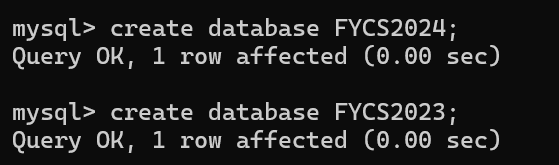 mysql> create database FYCS2024;
Query OK, 1 row affected (0.00 sec)
mysql> create database FYCS2023;
Query OK, 1 row affected (0.00 sec)